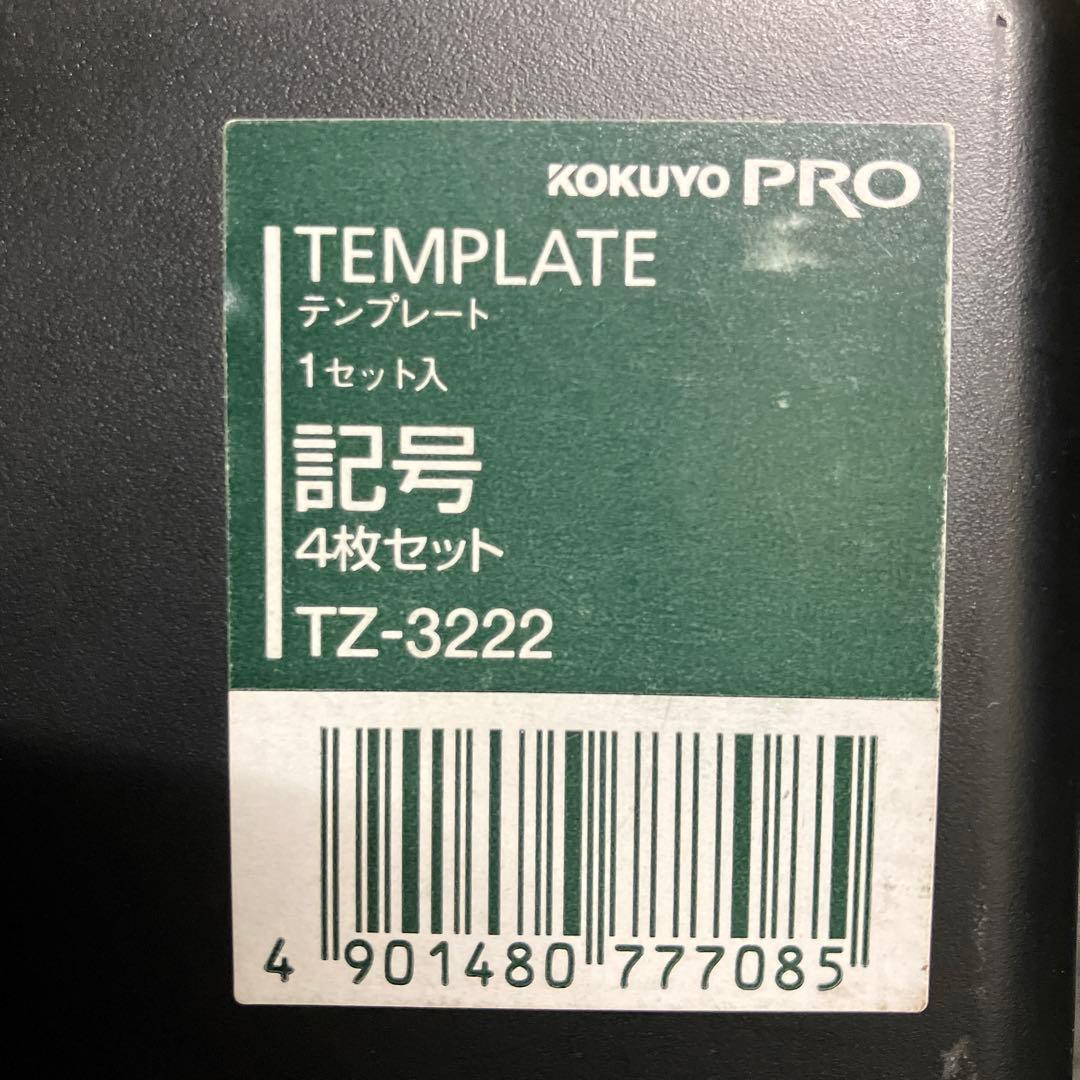 KOKUYO PRO
TEMPLATE
テンプレート
1セット入
記号
4枚セット
TZ-3222
4 901480 777085